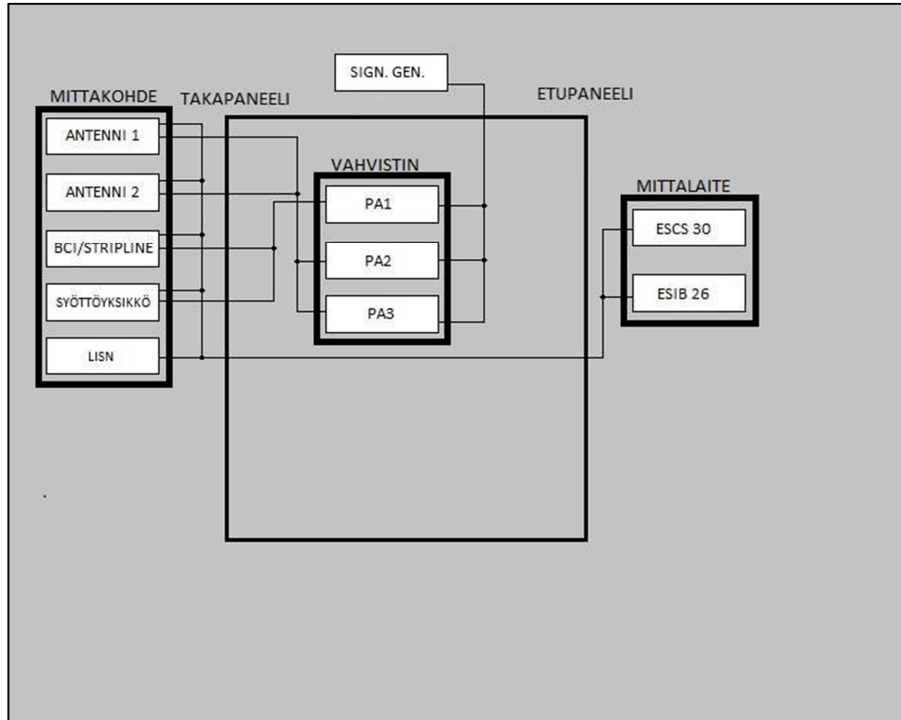 SIGN. GEN.
MITTAKOHDE
TAKAPANEELI
ETUPANEELI
ANTENNI 1
ANTENNI 2
BCI/STRIPLINE
SYÖTTÖYKSIKKÖ
LISN
VAHVISTIN
PA1
PA2
PA3
MITTALAITE
ESCS 30
ESIB 26